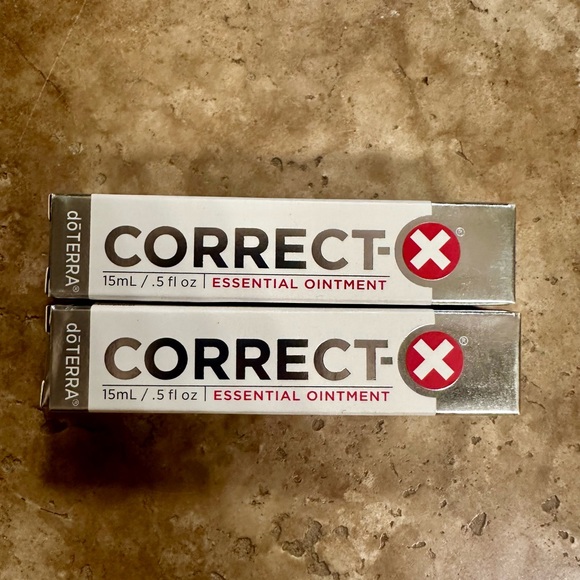 dōTERRA®
CORRECT-X®
15mL / .5 fl oz | ESSENTIAL OINTMENT
dōTERRA®
CORRECT-X®
15mL / .5 fl oz | ESSENTIAL OINTMENT